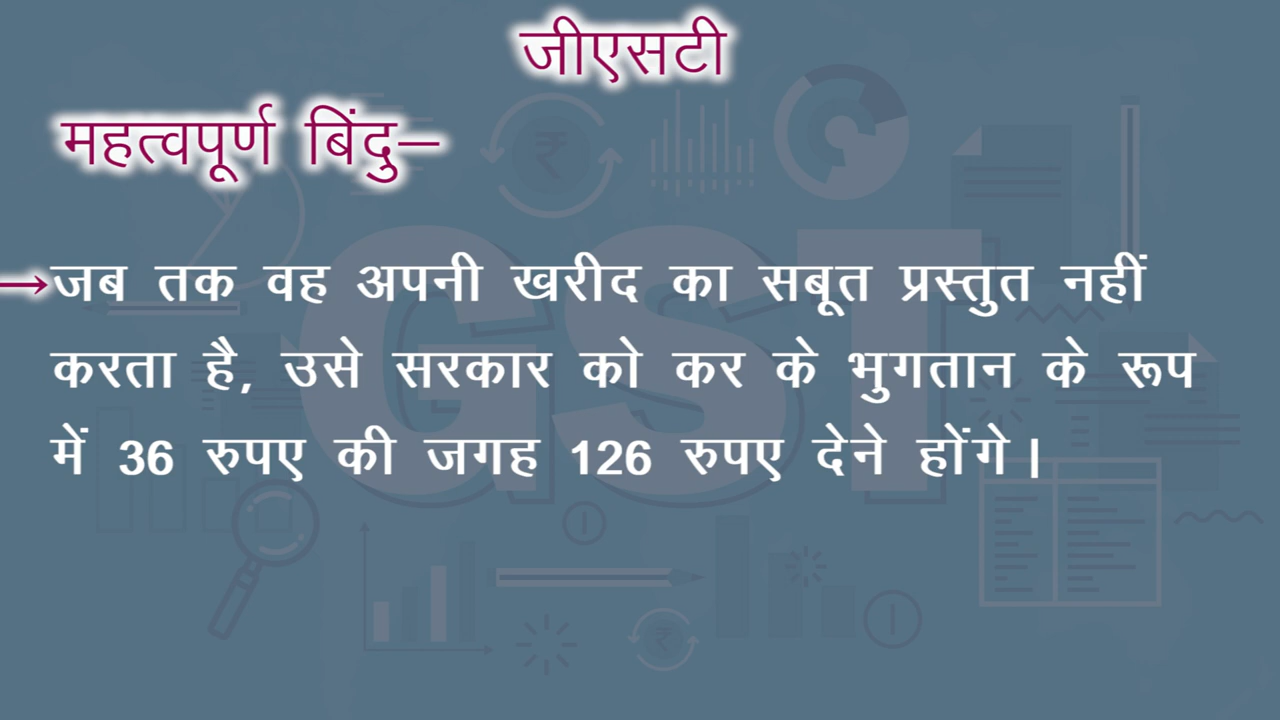 जीएसटी
महत्वपूर्ण बिंदु–
→जब तक वह अपनी खरीद का सबूत प्रस्तुत नहीं
करता है, उसे सरकार को कर के भुगतान के रूप
में 36 रुपए की जगह 126 रुपए देने होंगे।
GST